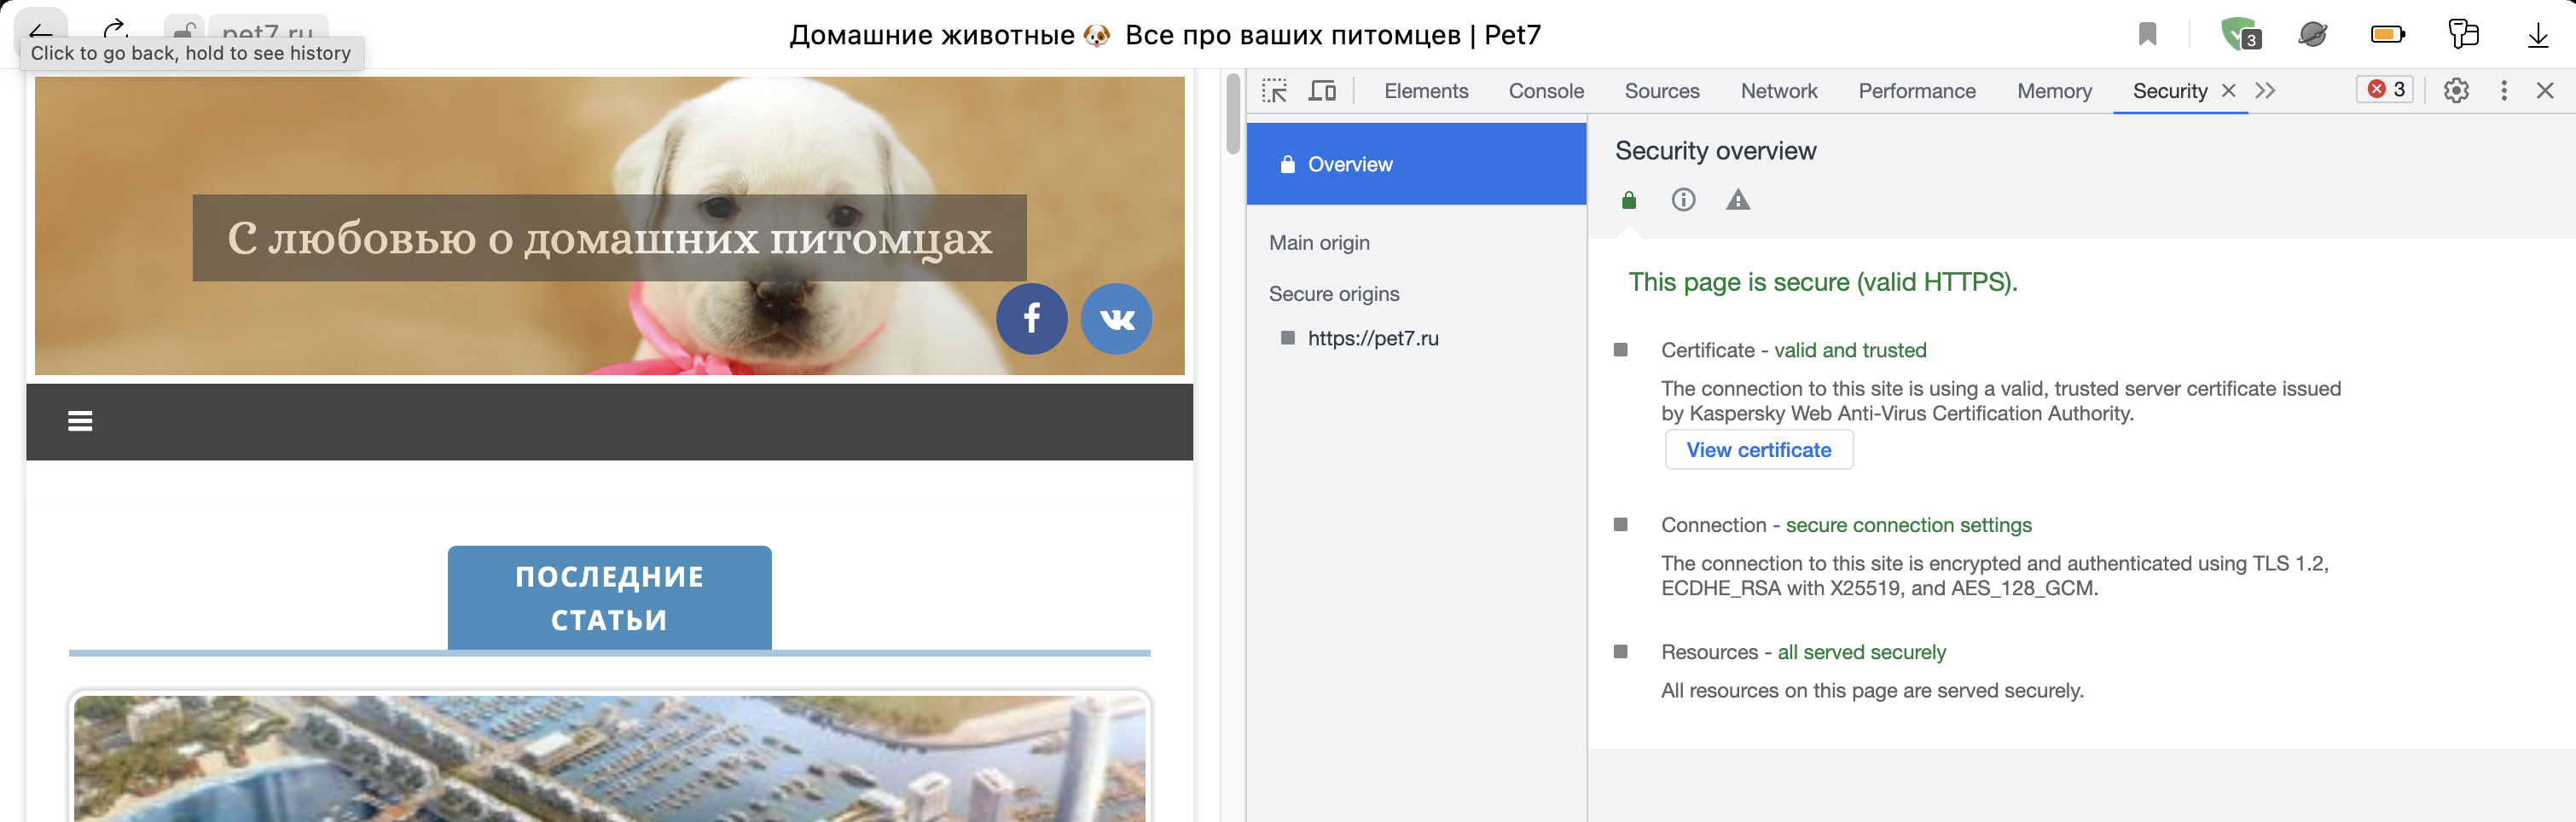 pet7.ru
Домашние животные 🐶 Все про ваших питомцев | Pet7
3
Click to go back, hold to see history
С любовью о домашних питомцах
ПОСЛЕДНИЕ
СТАТЬИ
Elements
Console
Sources
Network
Performance
Memory
Security
3
Overview
Main origin
Secure origins
https://pet7.ru
Security overview
This page is secure (valid HTTPS).
Certificate - valid and trusted
The connection to this site is using a valid, trusted server certificate issued
by Kaspersky Web Anti-Virus Certification Authority.
View certificate
Connection - secure connection settings
The connection to this site is encrypted and authenticated using TLS 1.2,
ECDHE_RSA with X25519, and AES_128_GCM.
Resources - all served securely
All resources on this page are served securely.